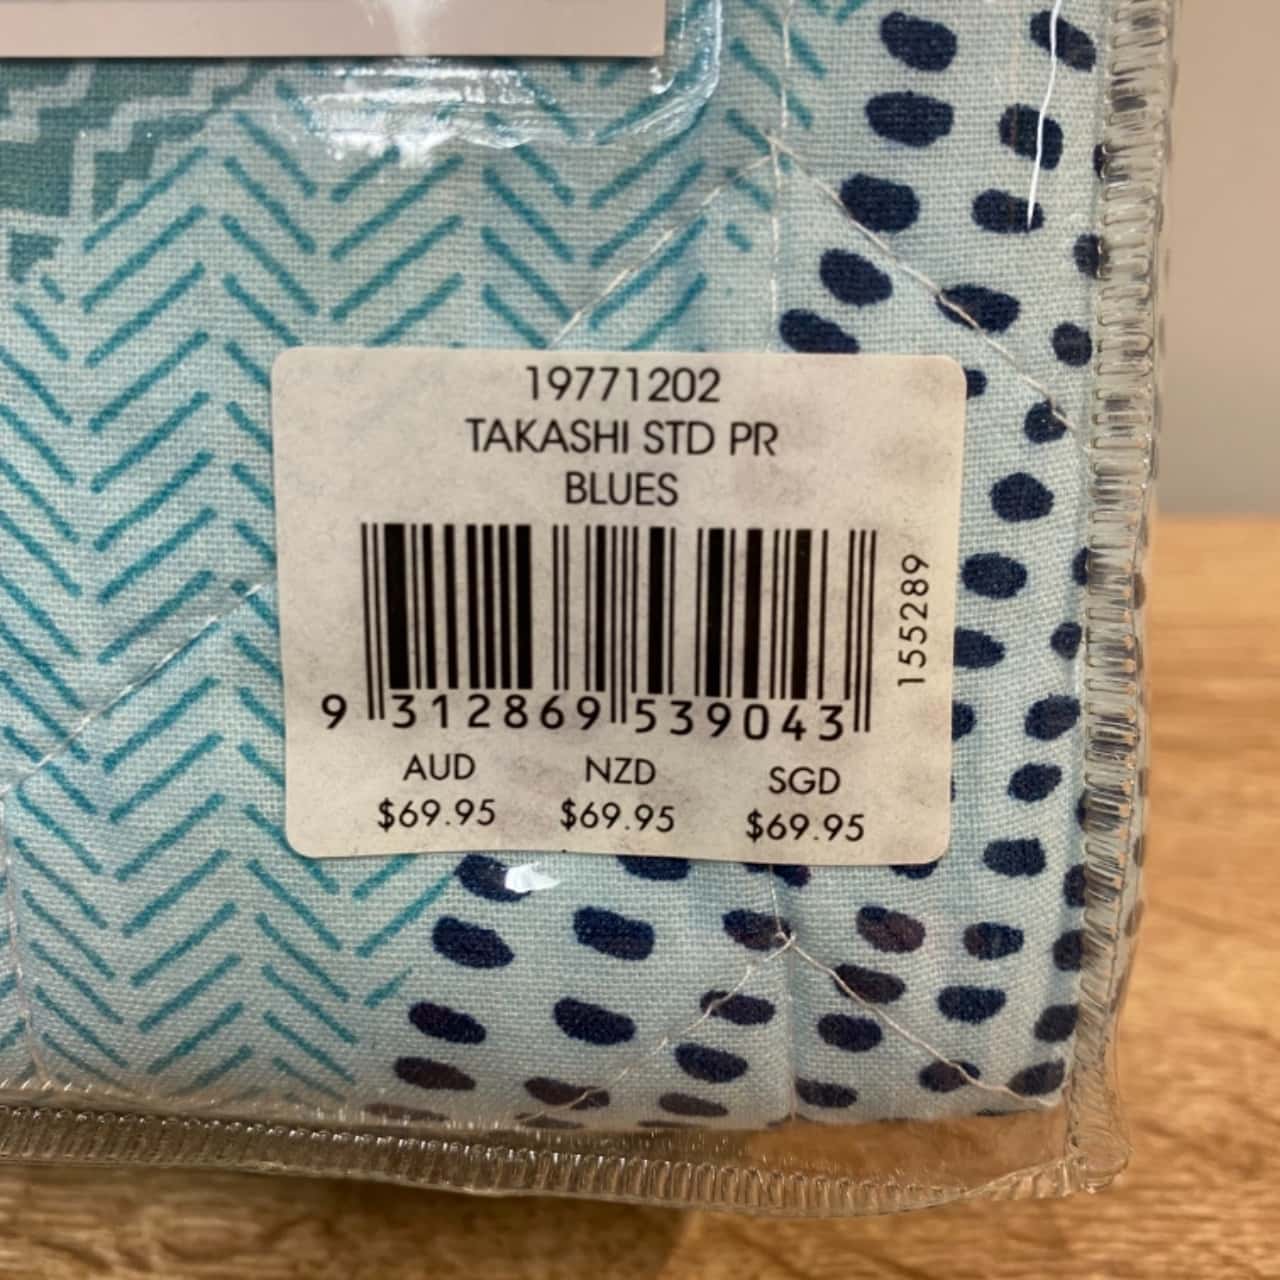 19771202
TAKASHI STD PR
BLUES
155289
9 312869 539043
AUD NZD SGD
$69.95 $69.95 $69.95